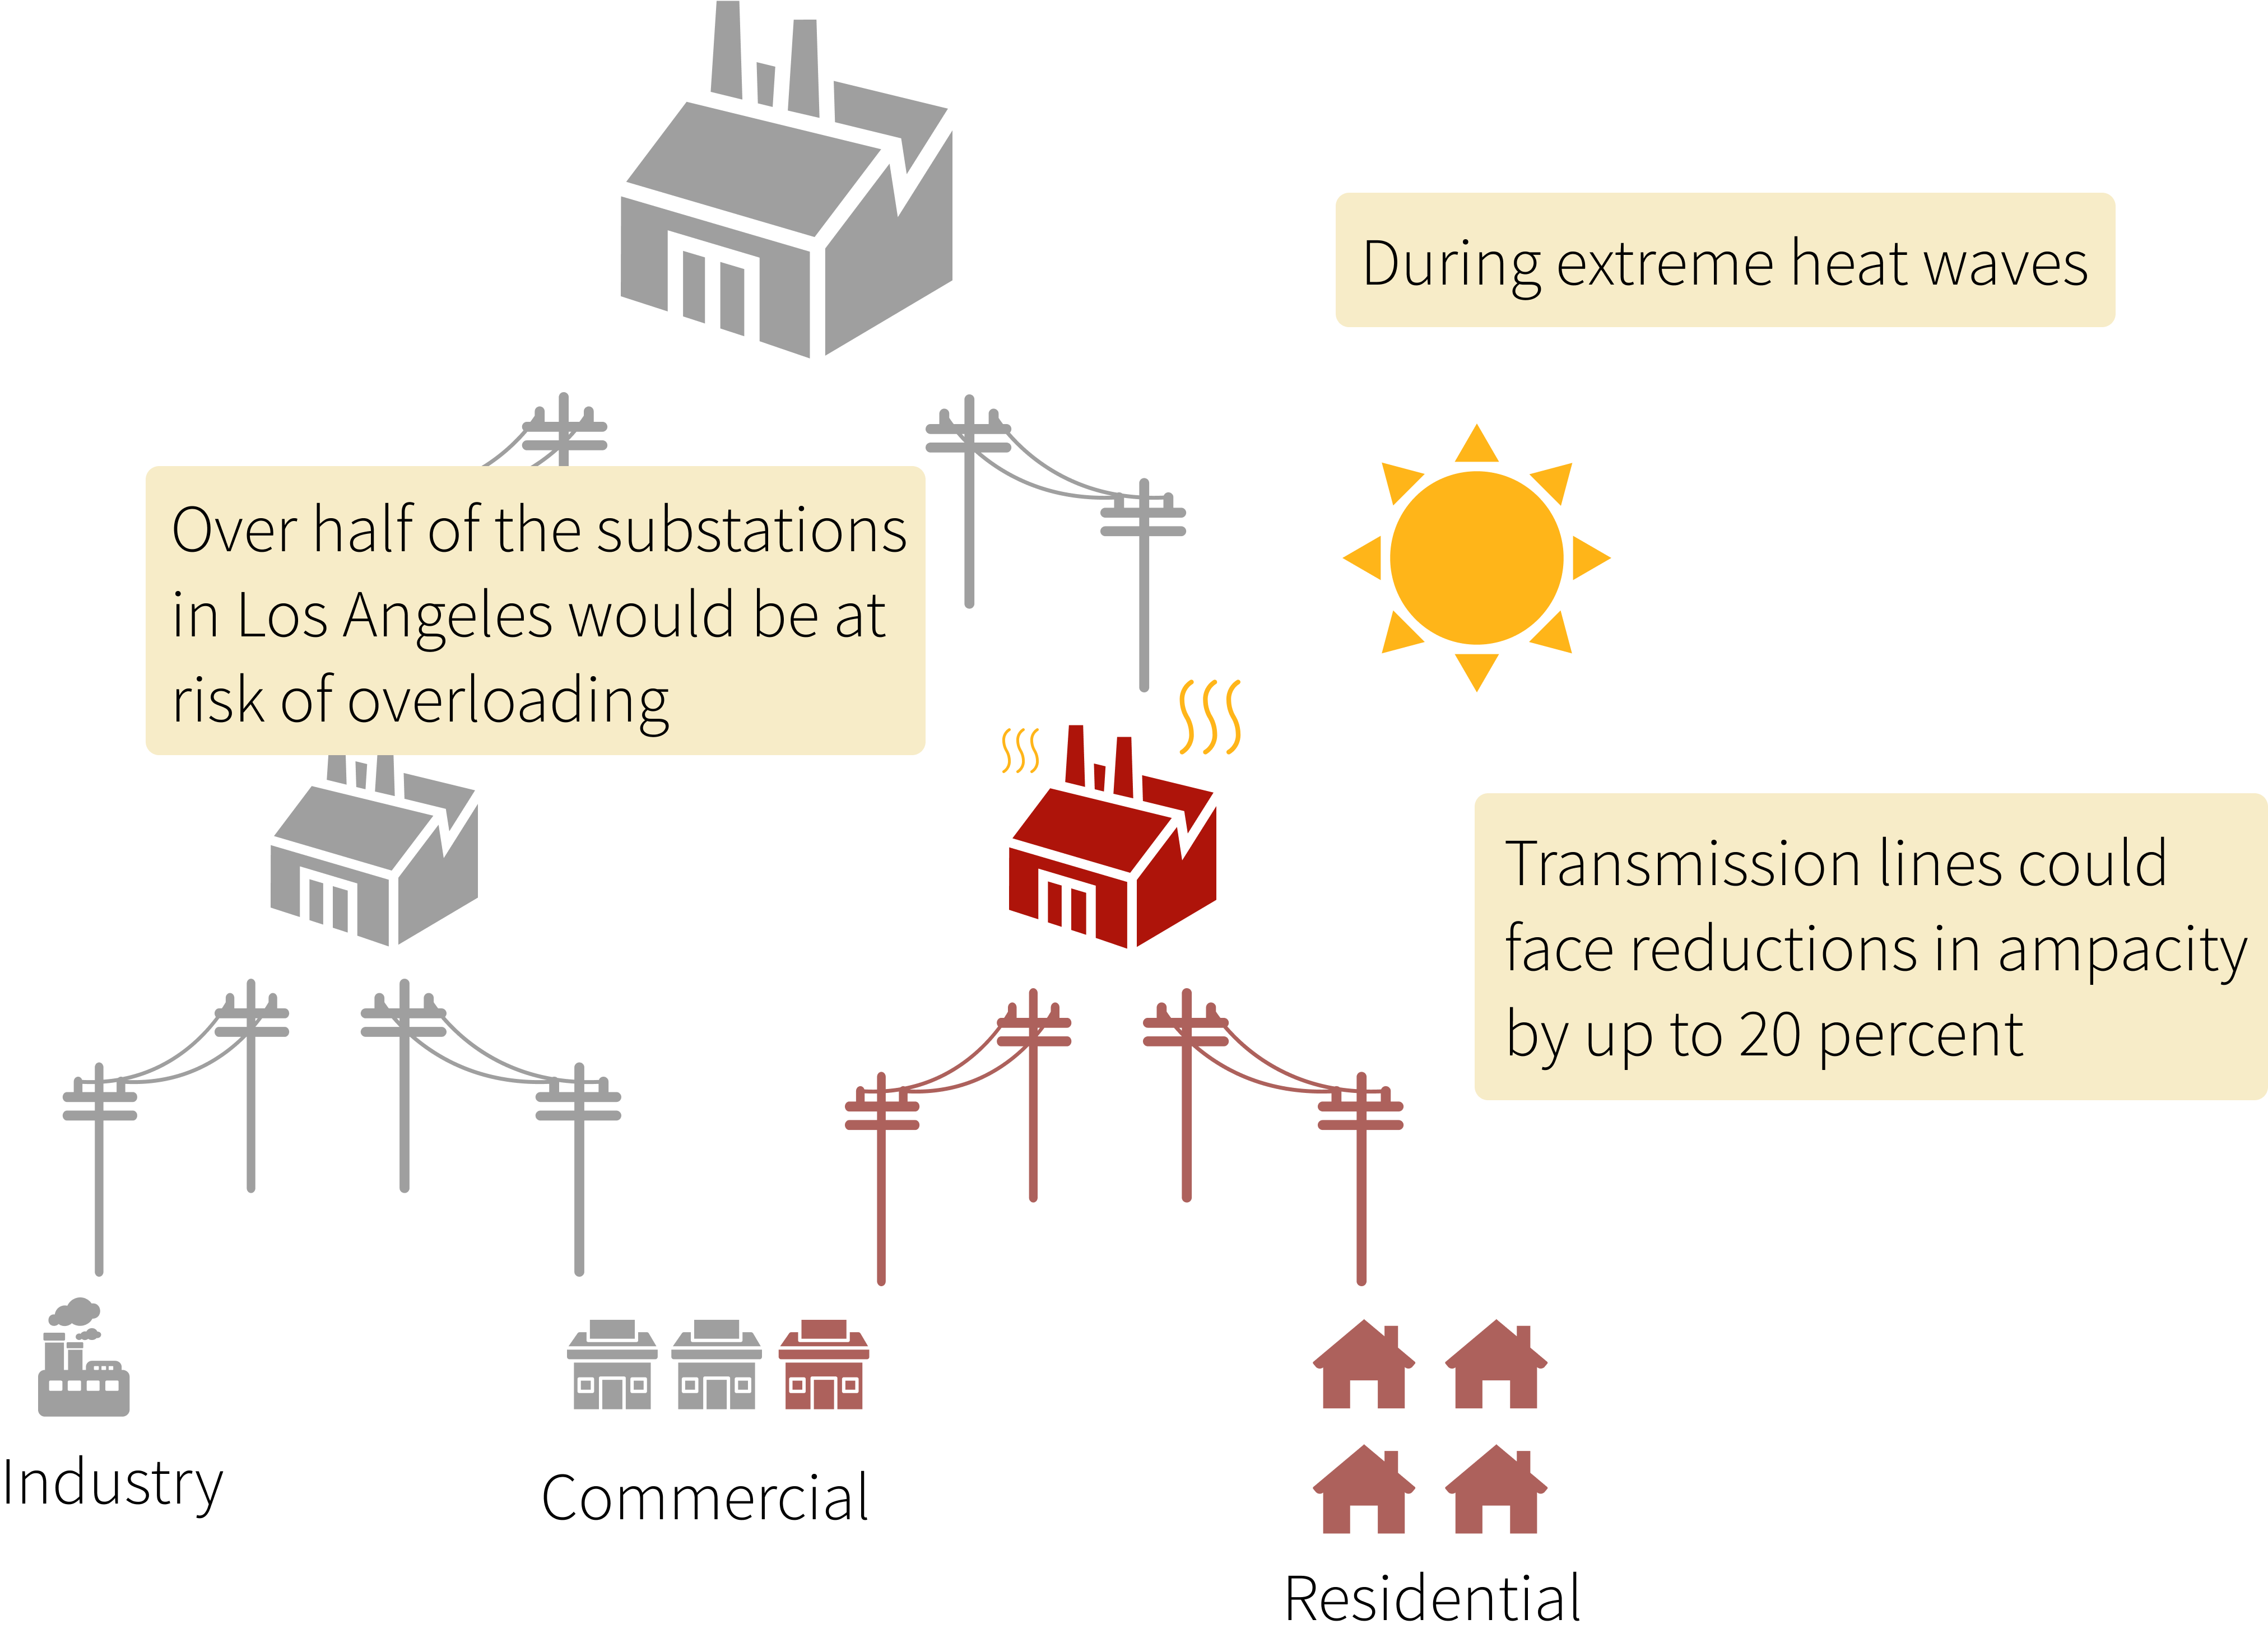 During extreme heat waves
Over half of the substations
in Los Angeles would be at
risk of overloading
Transmission lines could
face reductions in ampacity
by up to 20 percent
Industry
Commercial
Residential